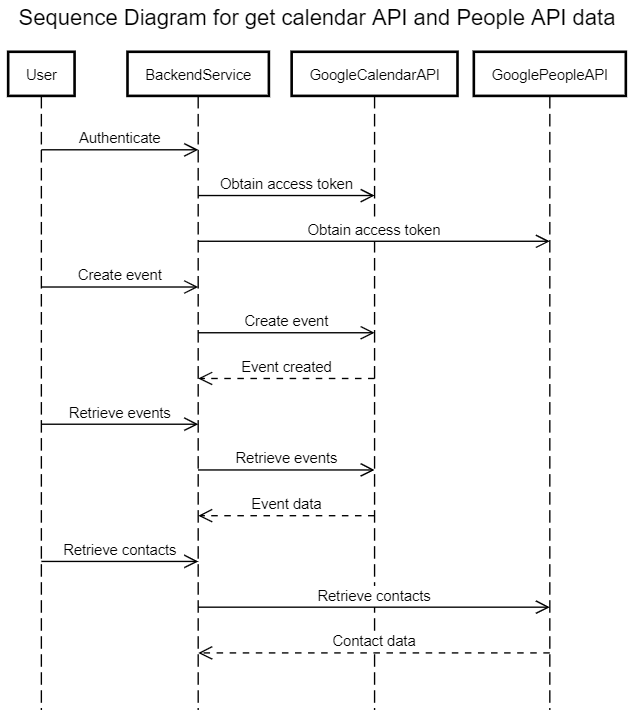 Sequence Diagram for get calendar API and People API data
User
BackendService
GoogleCalendarAPI
GooglePeopleAPI
Authenticate
Obtain access token
Obtain access token
Create event
Create event
Event created
Retrieve events
Retrieve events
Event data
Retrieve contacts
Retrieve contacts
Contact data